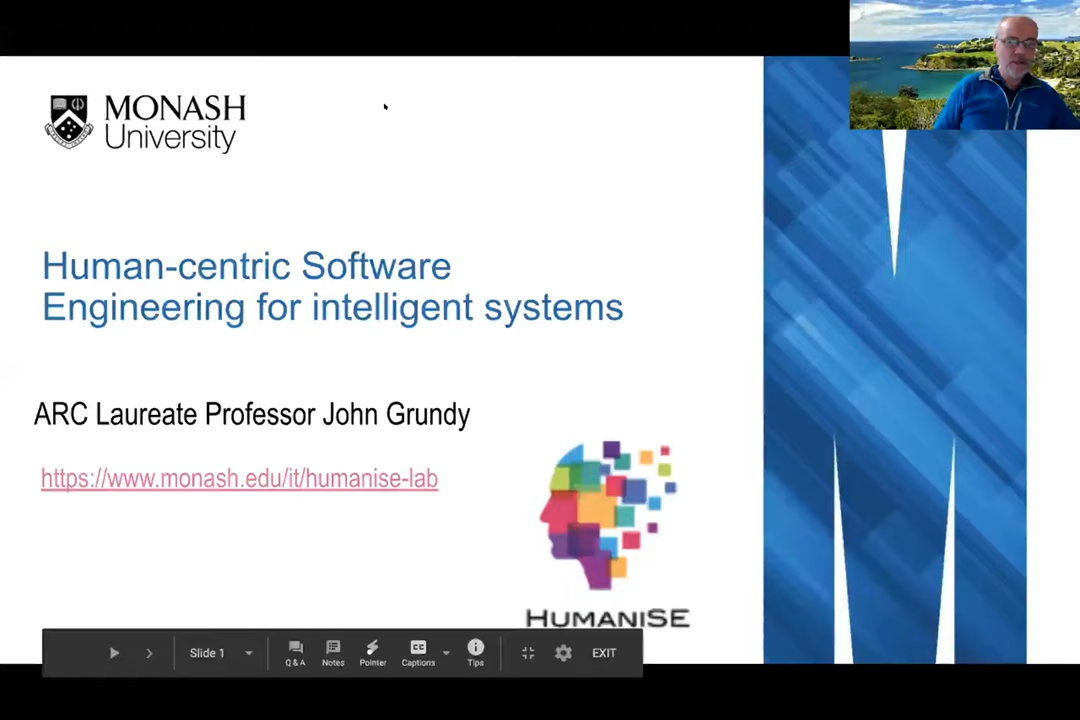 MONASH
University
Human-centric Software
Engineering for intelligent systems
ARC Laureate Professor John Grundy
https://www.monash.edu/it/humanise-lab
HUMANISE
Slide 1
Q & A
Notes
Pointer
CC
Captions
Tips
EXIT